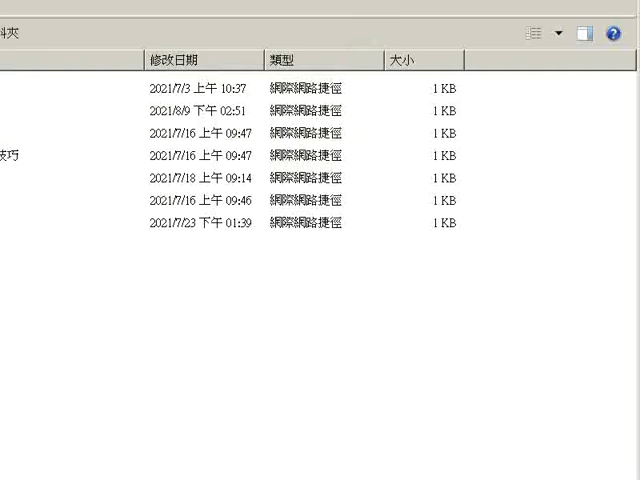 料夾
修改日期 類型 大小
2021/7/3 上午 10:37 網際網路捷徑 1 KB
2021/8/9 下午 02:51 網際網路捷徑 1 KB
2021/7/16 上午 09:47 網際網路捷徑 1 KB
技巧 2021/7/16 上午 09:47 網際網路捷徑 1 KB
2021/7/18 上午 09:14 網際網路捷徑 1 KB
2021/7/16 上午 09:46 網際網路捷徑 1 KB
2021/7/23 下午 01:39 網際網路捷徑 1 KB